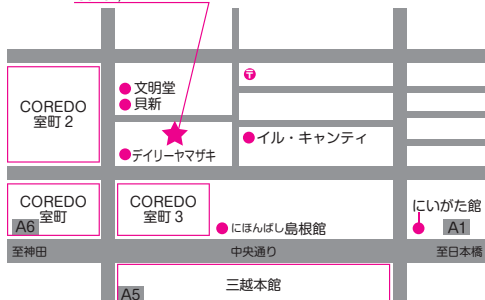 〒
文明堂
貝新
COREDO
室町 2
イル・キャンティ
デイリーヤマザキ
COREDO
室町
A6
COREDO
室町 3
にほんばし島根館
にいがた館
A1
至神田
中央通り
至日本橋
三越本館
A5